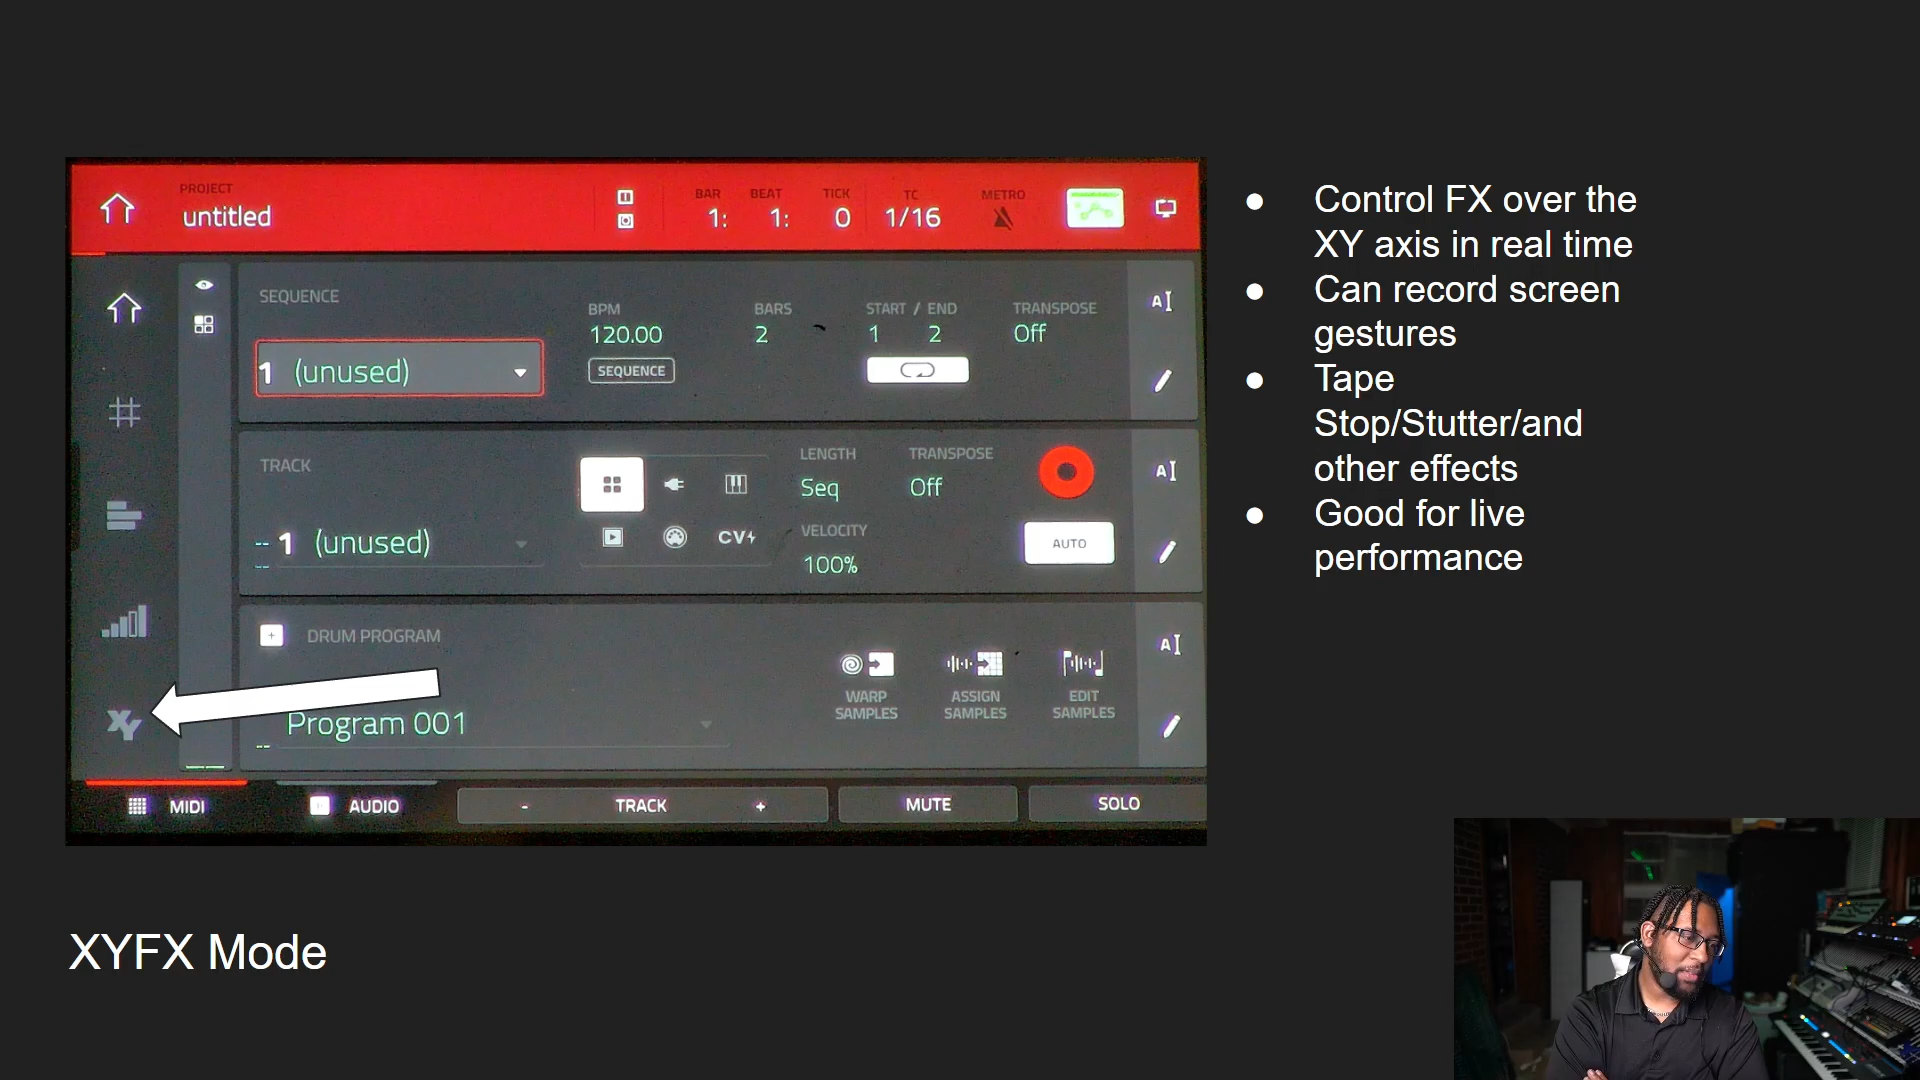 PROJECT
untitled
BAR BEAT TICK TC METRO
1: 1: 0 1/16
SEQUENCE
1 (unused)
BPM
120.00
SEQUENCE
BARS
2
START / END
1 2
TRANSPOSE
Off
TRACK
-- 1 (unused)
--
CV
LENGTH
Seq
TRANSPOSE
Off
VELOCITY
100%
AUTO
DRUM PROGRAM
Program 001
--
WARP
SAMPLES
ASSIGN
SAMPLES
EDIT
SAMPLES
A
A
A
XY
MIDI AUDIO - TRACK + MUTE SOLO
● Control FX over the
XY axis in real time
● Can record screen
gestures
● Tape
Stop/Stutter/and
other effects
● Good for live
performance
XYFX Mode